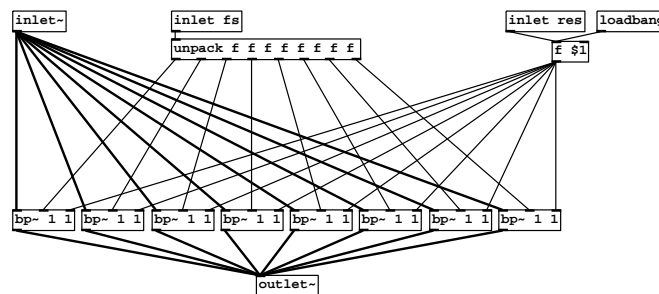 inlet~ inlet fs inlet res loadbang
unpack f f f f f f f f f $1
bp~ 1 1 bp~ 1 1 bp~ 1 1 bp~ 1 1 bp~ 1 1 bp~ 1 1 bp~ 1 1 bp~ 1 1
outlet~